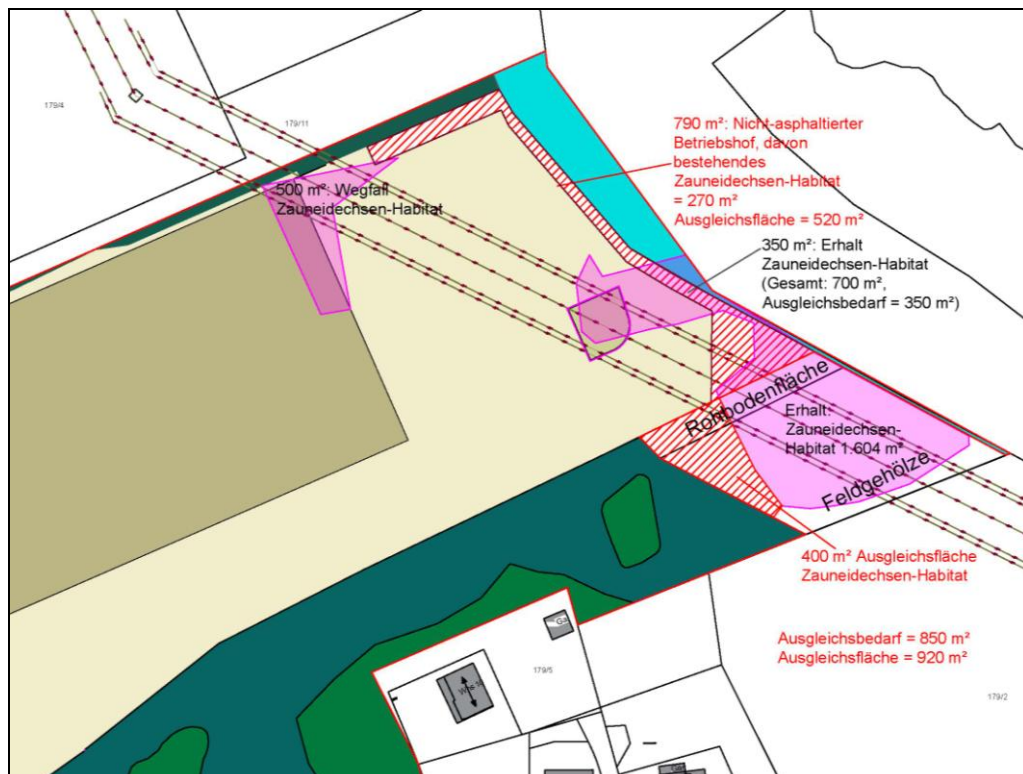 179/4
179/11
790 m²: Nicht-asphaltierter
Betriebshof, davon
bestehendes
Zauneidechsen-Habitat
= 270 m²
Ausgleichsfläche = 520 m²
500 m²: Wegfall
Zauneidechsen-Habitat
350 m²: Erhalt
Zauneidechsen-Habitat
(Gesamt: 700 m²,
Ausgleichsbedarf = 350 m²)
Rohbodenfläche
Erhalt:
Zauneidechsen-
Habitat 1.604 m²
Feldgehölze
400 m² Ausgleichsfläche
Zauneidechsen-Habitat
Ausgleichsbedarf = 850 m²
Ausgleichsfläche = 920 m²
Ga
179/5
179/2